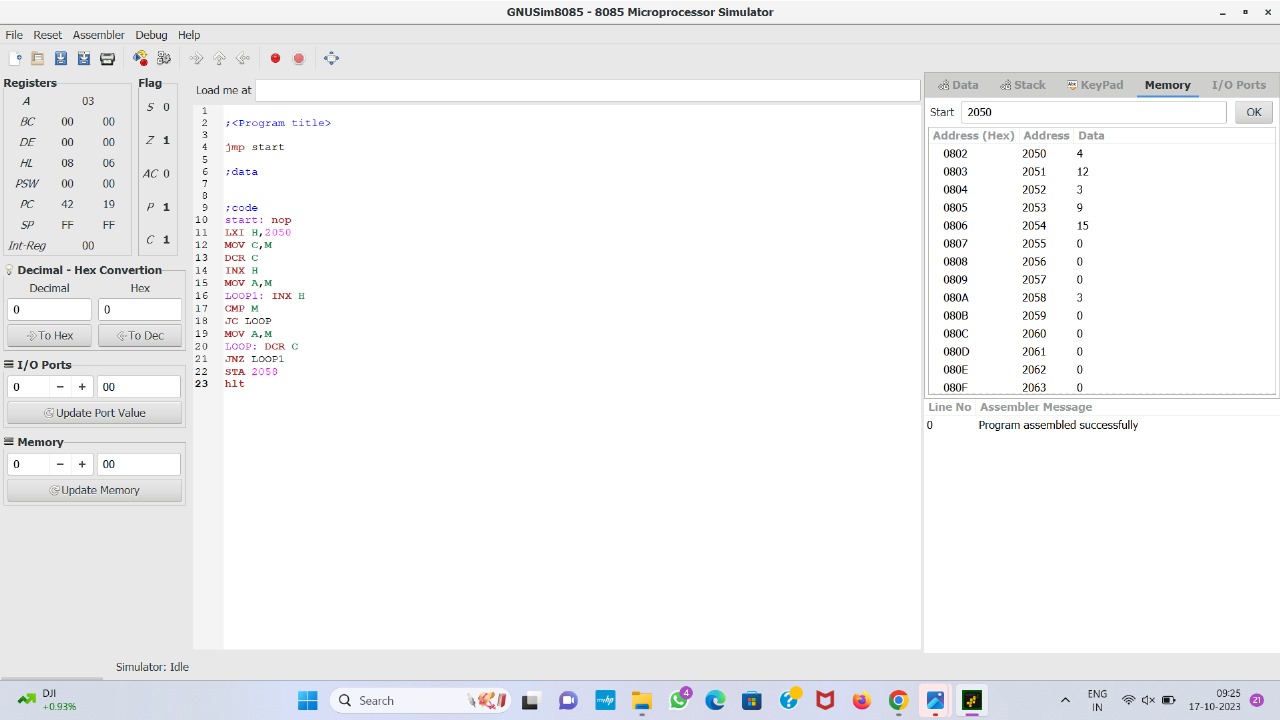 GNUSim8085 - 8085 Microprocessor Simulator
File Reset Assembler Debug Help
Registers
A 03
BC 00 00
DE 00 00
HL 08 06
PSW 00 00
PC 42 19
SP FF FF
Int-Reg 00
Flag
S 0
Z 1
AC 0
P 1
C 1
Decimal - Hex Convertion
Decimal Hex
0 0
To Hex To Dec
I/O Ports
0 − + 00
Update Port Value
Memory
0 − + 00
Update Memory
Load me at
1
2 ;<Program title>
3
4 jmp start
5
6 ;data
7
8
9 ;code
10 start: nop
11 LXI H,2050
12 MOV C,M
13 DCR C
14 INX H
15 MOV A,M
16 LOOP1: INX H
17 CMP M
18 JC LOOP
19 MOV A,M
20 LOOP: DCR C
21 JNZ LOOP1
22 STA 2058
23 hlt
Data Stack KeyPad Memory I/O Ports
Start 2050 OK
Address (Hex) Address Data
0802 2050 4
0803 2051 12
0804 2052 3
0805 2053 9
0806 2054 15
0807 2055 0
0808 2056 0
0809 2057 0
080A 2058 3
080B 2059 0
080C 2060 0
080D 2061 0
080E 2062 0
080F 2063 0
Line No Assembler Message
0 Program assembled successfully
Simulator: Idle
DJI
+0.93%
Search
4
ENG
IN
09:25
17-10-2023
21